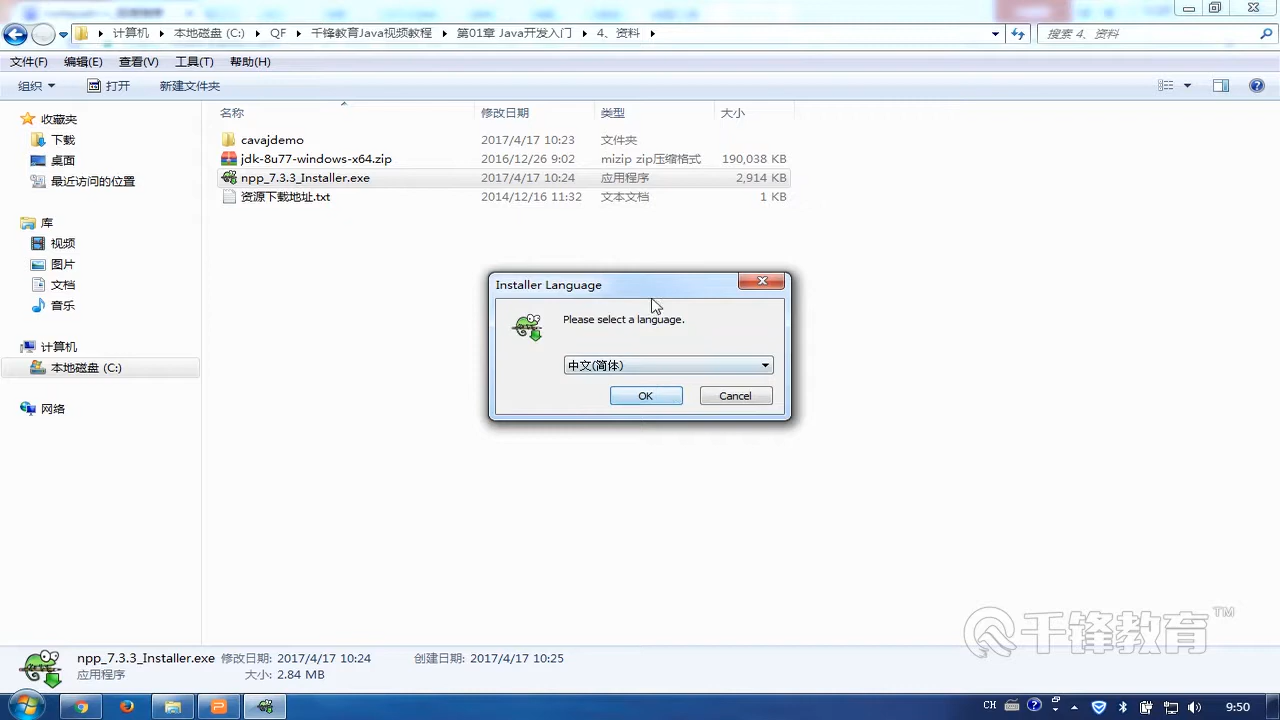 计算机 本地磁盘 (C:) QF 千锋教育Java视频教程 第01章 Java开发入门 4、资料
搜索 4、资料
文件(F) 编辑(E) 查看(V) 工具(T) 帮助(H)
组织 打开 新建文件夹
名称 修改日期 类型 大小
收藏夹
下载
桌面
最近访问的位置
库
视频
图片
文档
音乐
计算机
本地磁盘 (C:)
网络
cavajdemo 2017/4/17 10:23 文件夹
jdk-8u77-windows-x64.zip 2016/12/26 9:02 mizip zip压缩格式 190,038 KB
npp_7.3.3_Installer.exe 2017/4/17 10:24 应用程序 2,914 KB
资源下载地址.txt 2014/12/16 11:32 文本文档 1 KB
Installer Language
Please select a language.
中文(简体)
OK Cancel
千锋教育™
npp_7.3.3_Installer.exe 修改日期: 2017/4/17 10:24 创建日期: 2017/4/17 10:25
应用程序 大小: 2.84 MB
CH 9:50